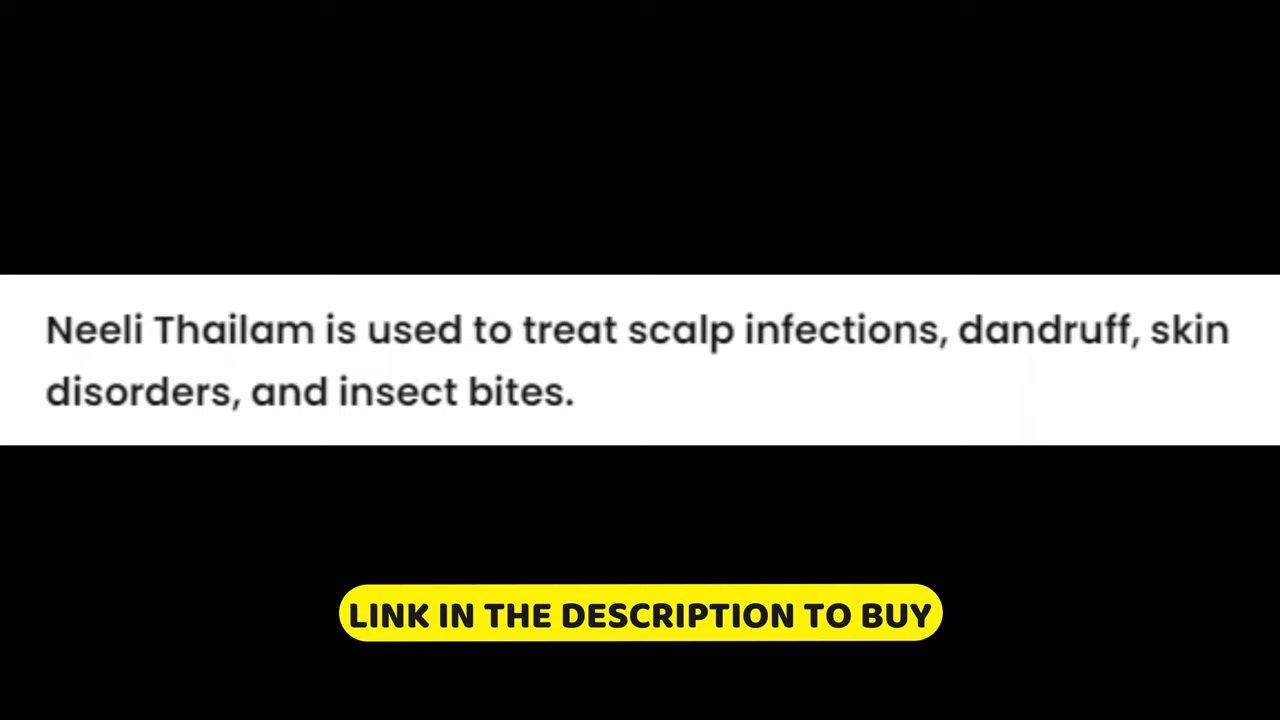 Neeli Thailam is used to treat scalp infections, dandruff, skin
disorders, and insect bites.
LINK IN THE DESCRIPTION TO BUY